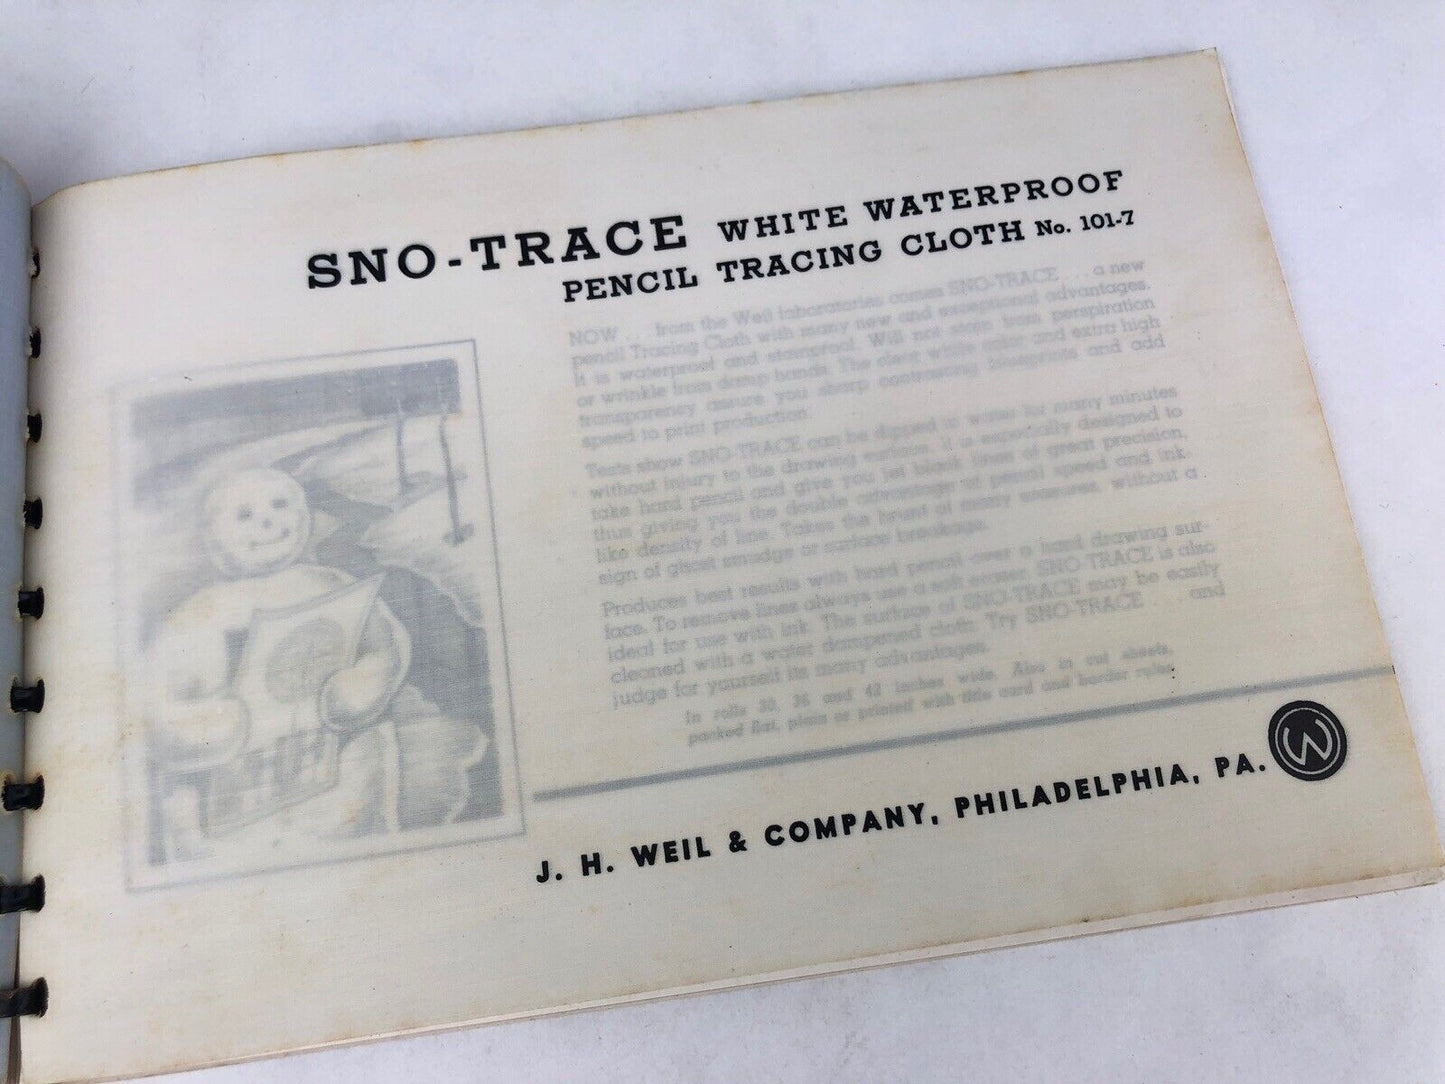 SNO-TRACE WHITE WATERPROOF
PENCIL TRACING CLOTH No. 101-7
NOW . . . from the Weil laboratories comes SNO-TRACE . . . a new
pencil Tracing Cloth with many new and exceptional advantages.
It is waterproof and stainproof. Will not stain from perspiration
or wrinkle from damp hands. The clear white color and extra high
transparency assure you sharp contrasting blueprints and add
speed to print production.
Tests show SNO-TRACE can be dipped in water for many minutes
without injury to the drawing surface. It is especially designed to
take hard pencil and give you jet black lines of great precision,
thus giving you the double advantage of pencil speed and ink-
like density of line. Takes the brunt of many erasures, without a
sign of ghost smudge or surface breakage.
Produces best results with hard pencil over a hard drawing sur-
face. To remove lines always use a soft eraser. SNO-TRACE is also
ideal for use with ink. The surface of SNO-TRACE may be easily
cleaned with a water dampened cloth. Try SNO-TRACE . . . and
judge for yourself its many advantages.
In rolls 30, 36 and 42 inches wide. Also in cut sheets,
packed flat, plain or printed with title card and border rules.
J. H. WEIL & COMPANY, PHILADELPHIA, PA.
W